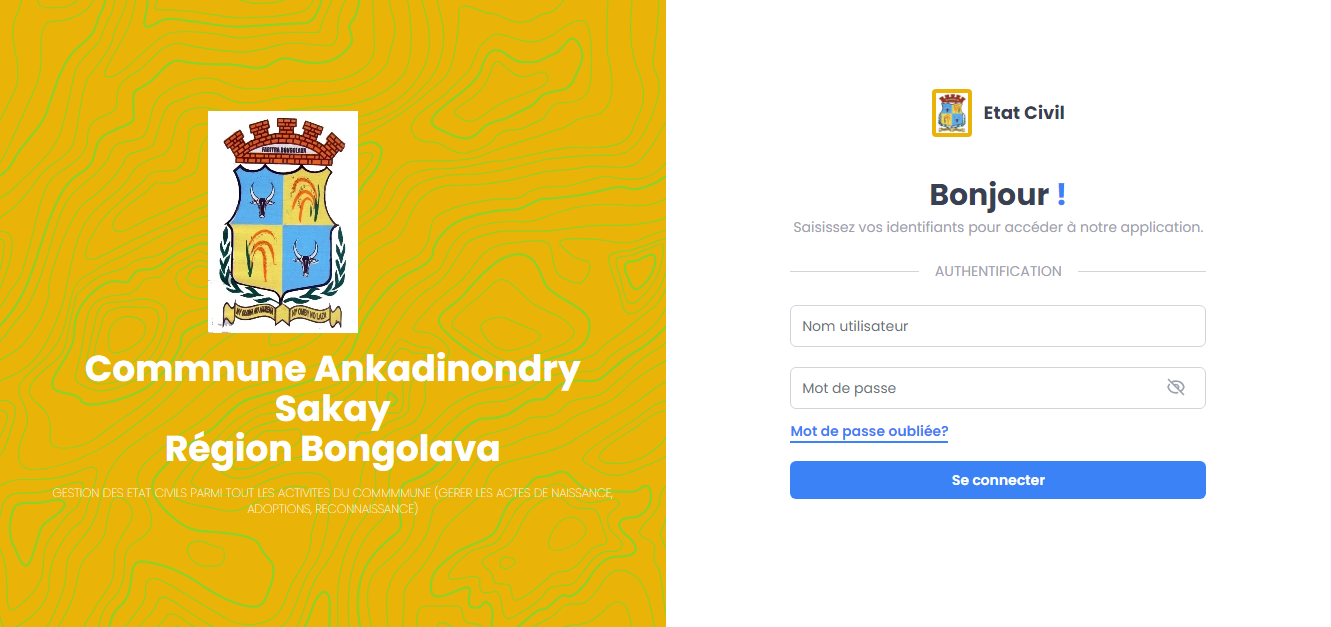 FARITRA BONGOLAVA
Commnune Ankadinondry
Sakay
Région Bongolava
GESTION DES ETAT CIVILS PARMI TOUT LES ACTIVITES DU COMMMUNE (GERER LES ACTES DE NAISSANCE,
ADOPTIONS, RECONNAISSANCE)
Etat Civil
Bonjour !
Saisissez vos identifiants pour accéder à notre application.
AUTHENTIFICATION
Nom utilisateur
Mot de passe
Mot de passe oubliée?
Se connecter